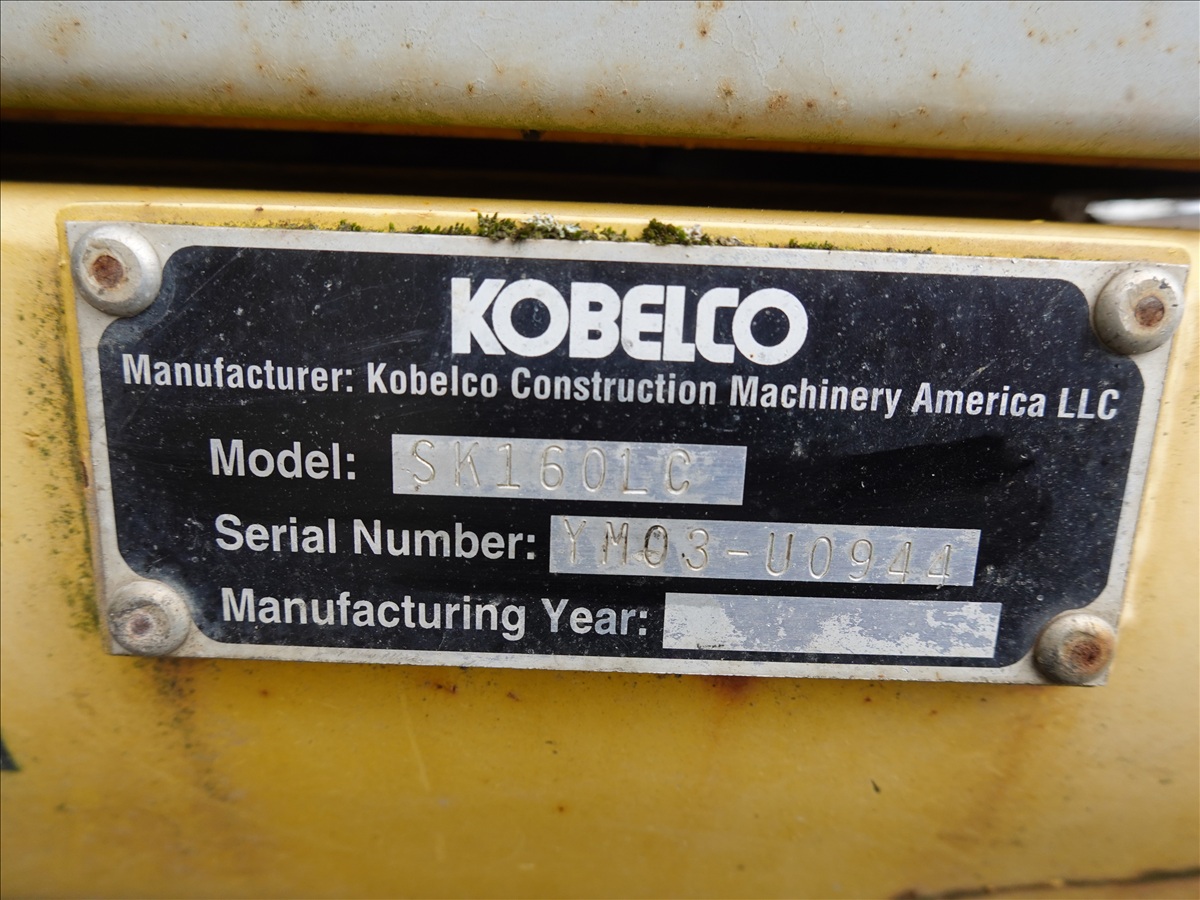 KOBELCO
Manufacturer: Kobelco Construction Machinery America LLC
Model: SK160LC
Serial Number: YM03-U0944
Manufacturing Year: